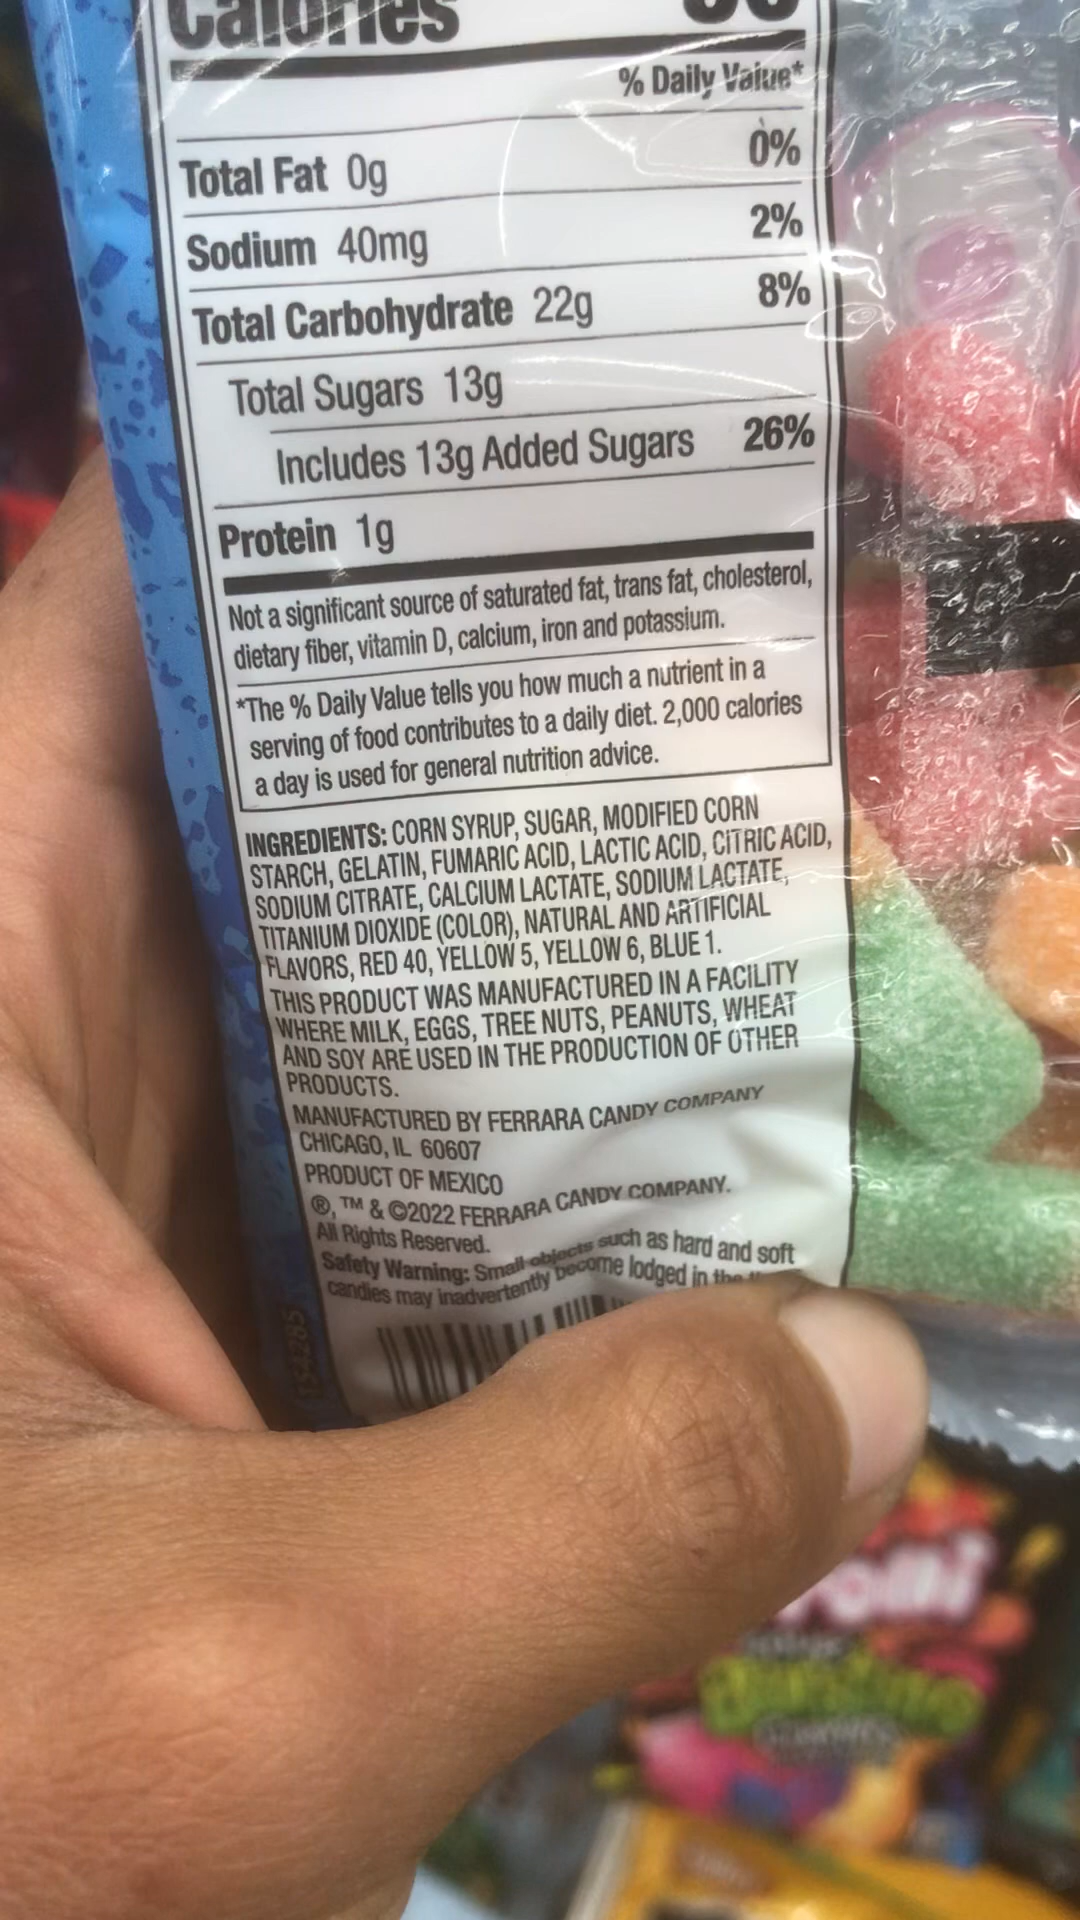 Calories
% Daily Value*
Total Fat 0g 0%
Sodium 40mg 2%
Total Carbohydrate 22g 8%
Total Sugars 13g
Includes 13g Added Sugars 26%
Protein 1g
Not a significant source of saturated fat, trans fat, cholesterol,
dietary fiber, vitamin D, calcium, iron and potassium.
*The % Daily Value tells you how much a nutrient in a
serving of food contributes to a daily diet. 2,000 calories
a day is used for general nutrition advice.
INGREDIENTS: CORN SYRUP, SUGAR, MODIFIED CORN
STARCH, GELATIN, FUMARIC ACID, LACTIC ACID, CITRIC ACID,
SODIUM CITRATE, CALCIUM LACTATE, SODIUM LACTATE,
TITANIUM DIOXIDE (COLOR), NATURAL AND ARTIFICIAL
FLAVORS, RED 40, YELLOW 5, YELLOW 6, BLUE 1.
THIS PRODUCT WAS MANUFACTURED IN A FACILITY
WHERE MILK, EGGS, TREE NUTS, PEANUTS, WHEAT
AND SOY ARE USED IN THE PRODUCTION OF OTHER
PRODUCTS.
MANUFACTURED BY FERRARA CANDY COMPANY
CHICAGO, IL 60607
PRODUCT OF MEXICO
®, ™ & ©2022 FERRARA CANDY COMPANY.
All Rights Reserved.
Safety Warning: Small objects such as hard and soft
candies may inadvertently become lodged in the